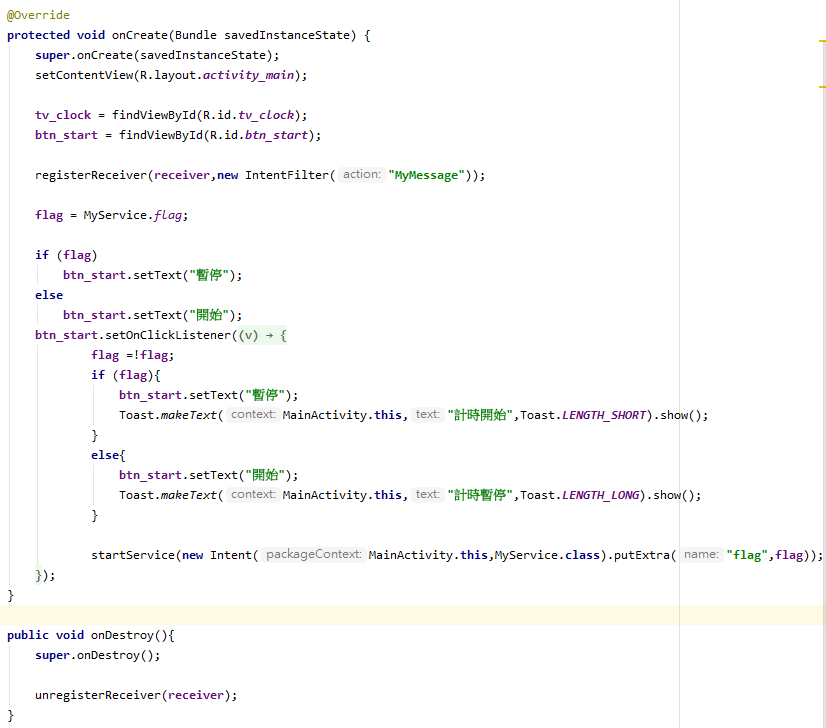 @Override
protected void onCreate(Bundle savedInstanceState) {
super.onCreate(savedInstanceState);
setContentView(R.layout.activity_main);
tv_clock = findViewById(R.id.tv_clock);
btn_start = findViewById(R.id.btn_start);
registerReceiver(receiver,new IntentFilter( action: "MyMessage"));
flag = MyService.flag;
if (flag)
btn_start.setText("暫停");
else
btn_start.setText("開始");
btn_start.setOnClickListener((v) → {
flag =!flag;
if (flag){
btn_start.setText("暫停");
Toast.makeText( context: MainActivity.this, text: "計時開始",Toast.LENGTH_SHORT).show();
}
else{
btn_start.setText("開始");
Toast.makeText( context: MainActivity.this, text: "計時暫停",Toast.LENGTH_LONG).show();
}
startService(new Intent( packageContext: MainActivity.this,MyService.class).putExtra( name: "flag",flag));
});
}
public void onDestroy(){
super.onDestroy();
unregisterReceiver(receiver);
}